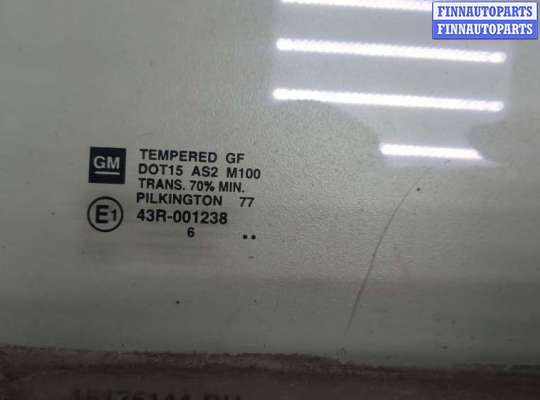 FINNAUTOPARTS
FINNAUTOPARTS
GM
TEMPERED GF
DOT15 AS2 M100
TRANS. 70% MIN.
PILKINGTON 77
E1 43R-001238
6 ..